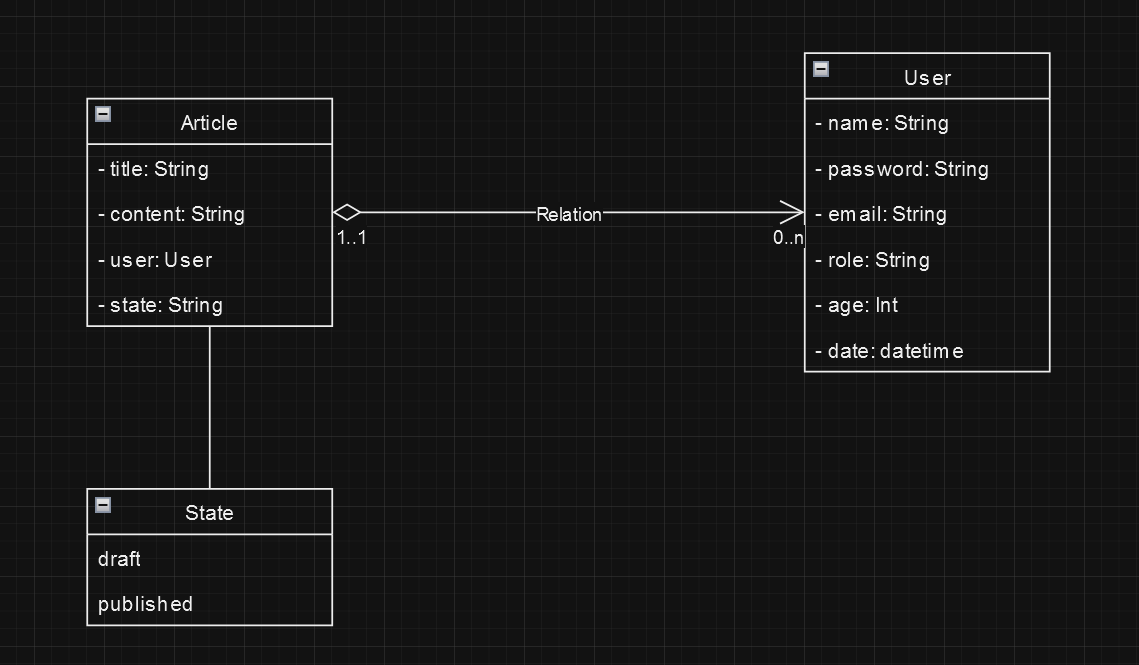 Article
- title: String
- content: String
- user: User
- state: String
1..1
Relation
0..n
User
- name: String
- password: String
- email: String
- role: String
- age: Int
- date: datetime
State
draft
published